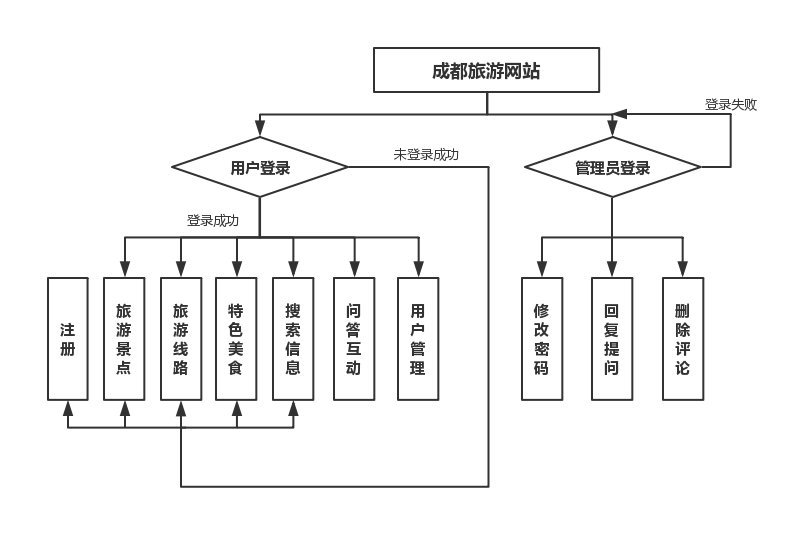 成都旅游网站
登录失败
用户登录
未登录成功
管理员登录
登录成功
注册
旅游景点
旅游线路
特色美食
搜索信息
问答互动
用户管理
修改密码
回复提问
删除评论